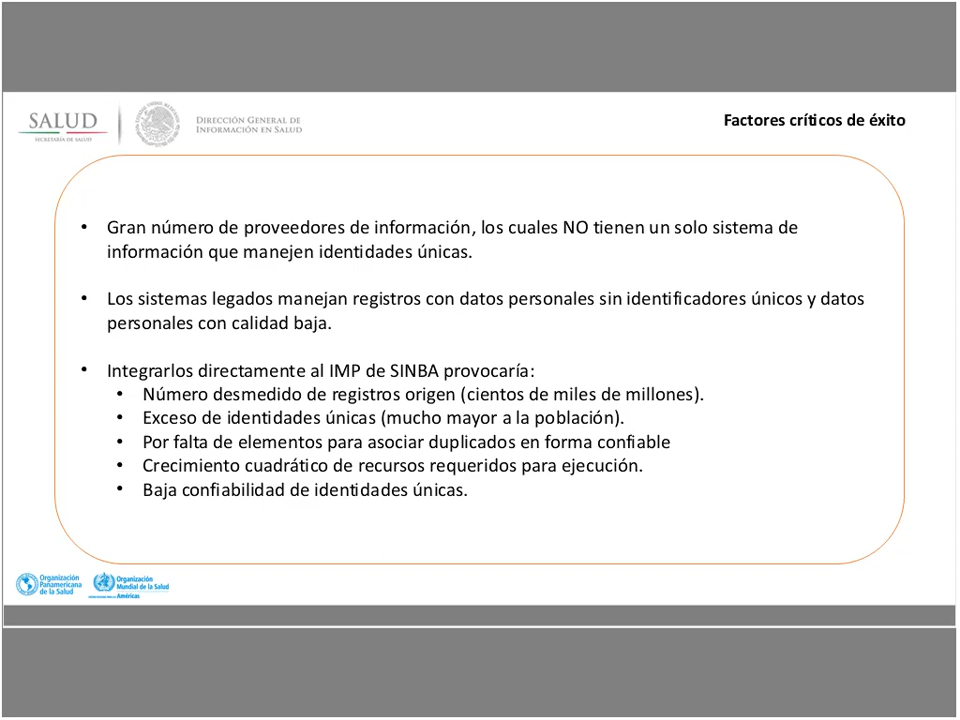 SALUD
SECRETARÍA DE SALUD
DIRECCIÓN GENERAL DE
INFORMACIÓN EN SALUD
Factores críticos de éxito
• Gran número de proveedores de información, los cuales NO tienen un solo sistema de
información que manejen identidades únicas.
• Los sistemas legados manejan registros con datos personales sin identificadores únicos y datos
personales con calidad baja.
• Integrarlos directamente al IMP de SINBA provocaría:
• Número desmedido de registros origen (cientos de miles de millones).
• Exceso de identidades únicas (mucho mayor a la población).
• Por falta de elementos para asociar duplicados en forma confiable
• Crecimiento cuadrático de recursos requeridos para ejecución.
• Baja confiabilidad de identidades únicas.
Organización
Panamericana
de la Salud
Organización
Mundial de la Salud
Américas